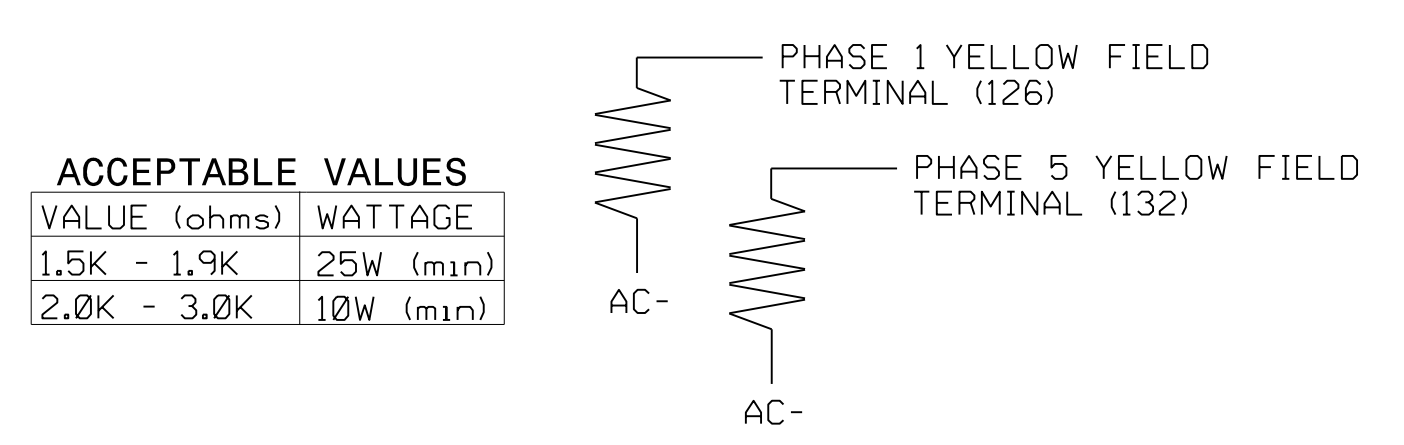 PHASE 1 YELLOW FIELD
TERMINAL (126)
ACCEPTABLE VALUES
VALUE (ohms) WATTAGE
1.5K - 1.9K 25W (min)
2.0K - 3.0K 10W (min)
AC-
PHASE 5 YELLOW FIELD
TERMINAL (132)
AC-